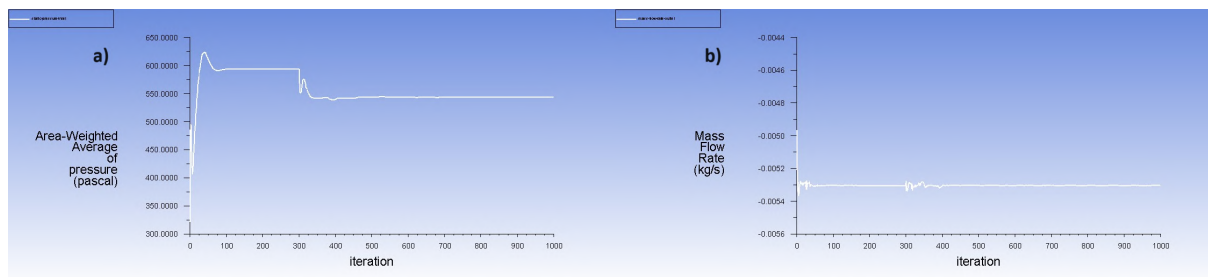 a)
650.0000
600.0000
550.0000
500.0000
450.0000
400.0000
350.0000
300.0000
Area-Weighted
Average
of
pressure
(pascal)
0 100 200 300 400 500 600 700 800 900 1000
iteration
b)
-0.0044
-0.0046
-0.0048
-0.0050
-0.0052
-0.0054
-0.0056
Mass
Flow
Rate
(kg/s)
0 100 200 300 400 500 600 700 800 900 1000
iteration